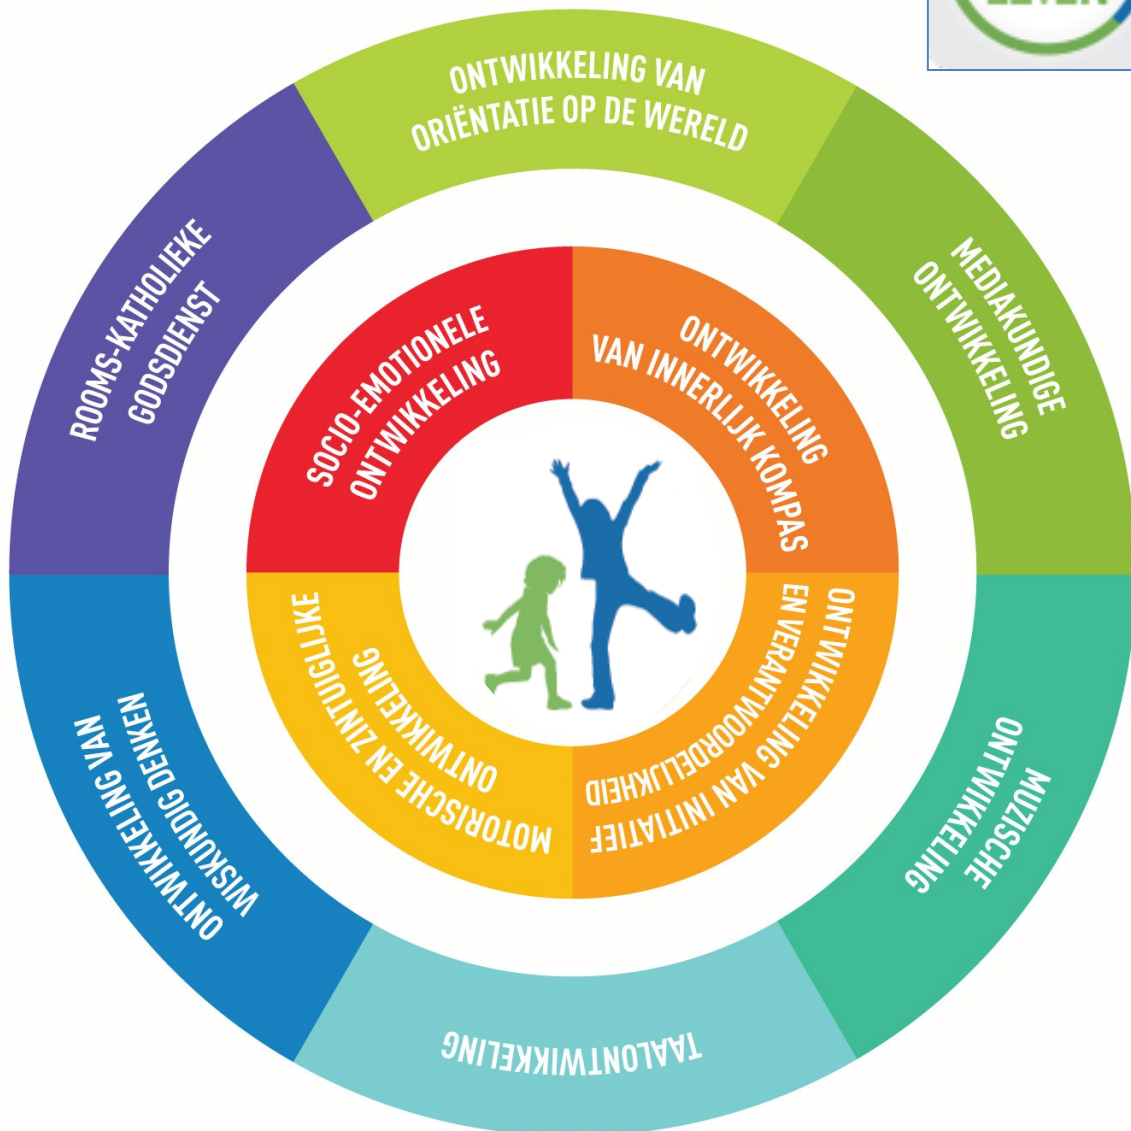 ONTWIKKELING VAN
ORIËNTATIE OP DE WERELD
MEDIAKUNDIGE
ONTWIKKELING
MUZISCHE
ONTWIKKELING
TAALONTWIKKELING
ONTWIKKELING VAN
WISKUNDIG DENKEN
ROOMS-KATHOLIEKE
GODSDIENST
SOCIO-EMOTIONELE
ONTWIKKELING
ONTWIKKELING
VAN INNERLIJK KOMPAS
ONTWIKKELING VAN INITIATIEF
EN VERANTWOORDELIJKHEID
MOTORISCHE EN ZINTUIGLIJKE
ONTWIKKELING